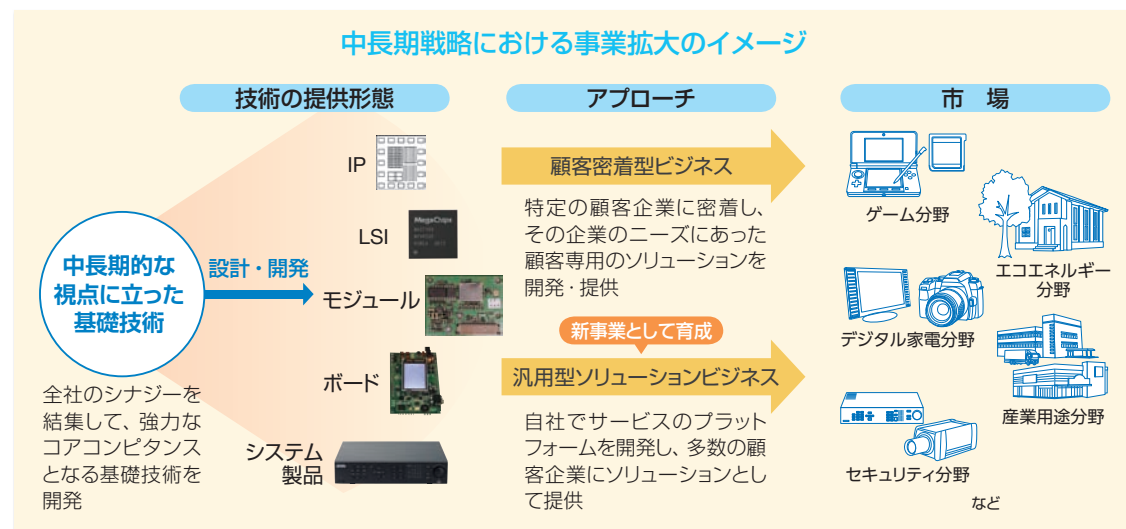 中長期戦略における事業拡大のイメージ
技術の提供形態
アプローチ
市　場
中長期的な
視点に立った
基礎技術
全社のシナジーを
結集して、強力な
コアコンピタンス
となる基礎技術を
開発
設計・開発
IP
LSI
MegaChips
モジュール
ボード
システム
製品
顧客密着型ビジネス
特定の顧客企業に密着し、
その企業のニーズにあった
顧客専用のソリューションを
開発・提供
新事業として育成
汎用型ソリューションビジネス
自社でサービスのプラット
フォームを開発し、多数の顧
客企業にソリューションとし
て提供
ゲーム分野
エコエネルギー
分野
デジタル家電分野
産業用途分野
セキュリティ分野
など